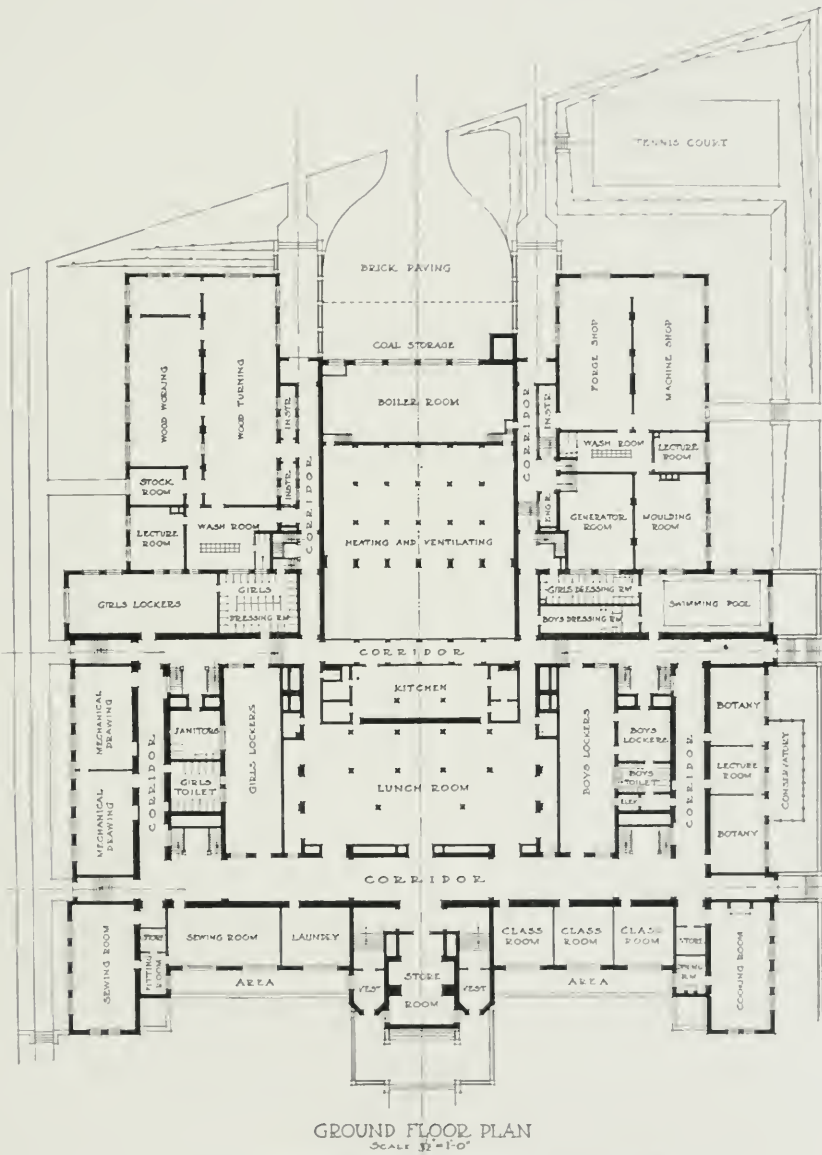 TENNIS COURT
BRICK PAVING
COAL STORAGE
BOILER ROOM
WOOD WORKING
WOOD TURNING
INSTR.
INSTR.
CORRIDOR
CORRIDOR
INSTR.
ENGR.
FORGE SHOP
MACHINE SHOP
WASH ROOM
LECTURE
ROOM
STOCK
ROOM
LECTURE
ROOM
WASH ROOM
HEATING AND VENTILATING
GENERATOR
ROOM
MOULDING
ROOM
GIRLS LOCKERS
GIRLS
DRESSING RM
GIRLS DRESSING RM
BOYS DRESSING RM
SWIMMING POOL
CORRIDOR
KITCHEN
MECHANICAL
DRAWING
MECHANICAL
DRAWING
CORRIDOR
JANITORS
GIRLS
TOILET
GIRLS LOCKERS
LUNCH ROOM
BOYS LOCKERS
BOYS
LOCKERS
BOYS
TOILET
ELEV
CORRIDOR
BOTANY
LECTURE
ROOM
BOTANY
CONSERVATORY
CORRIDOR
SEWING ROOM
STORE
FITTING
ROOM
SEWING ROOM
LAUNDRY
AREA
VEST
STORE
ROOM
VEST
CLASS
ROOM
CLASS
ROOM
CLASS
ROOM
AREA
STORE
RM
COOKING ROOM
GROUND FLOOR PLAN
SCALE 1/32"=1'-0"